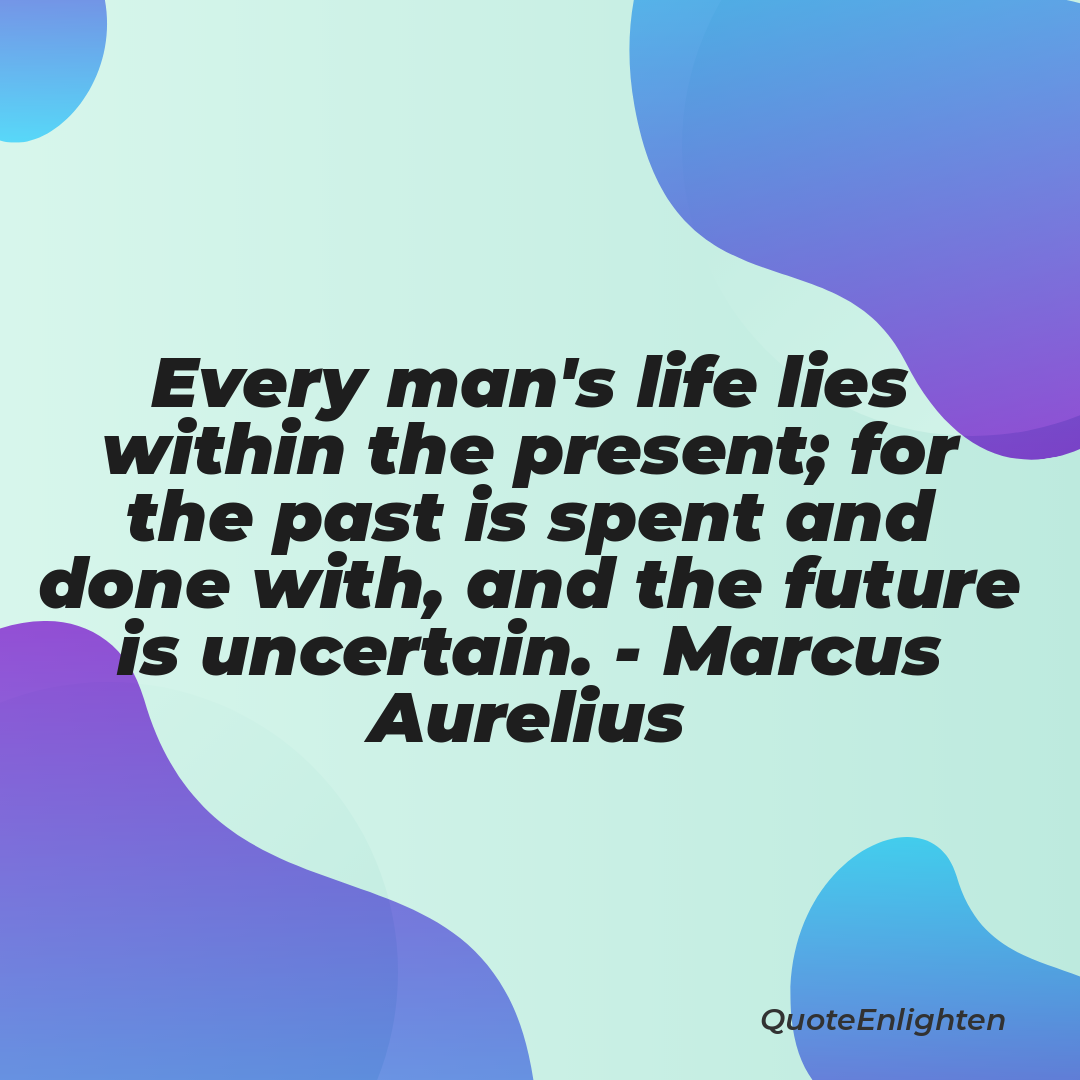 Every man's life lies
within the present; for
the past is spent and
done with, and the future
is uncertain. - Marcus
Aurelius
QuoteEnlighten